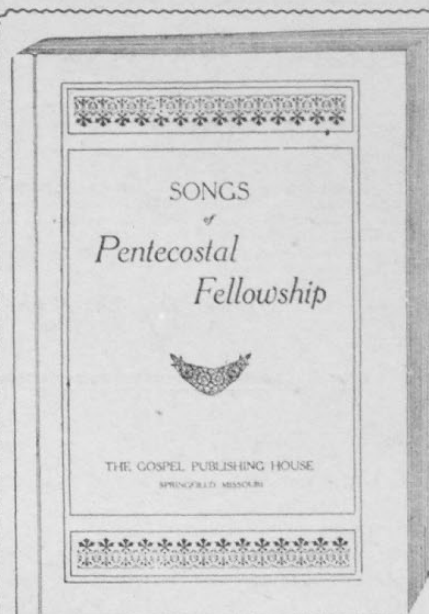 SONGS
of
Pentecostal
Fellowship
THE GOSPEL PUBLISHING HOUSE
SPRINGFIELD, MISSOURI